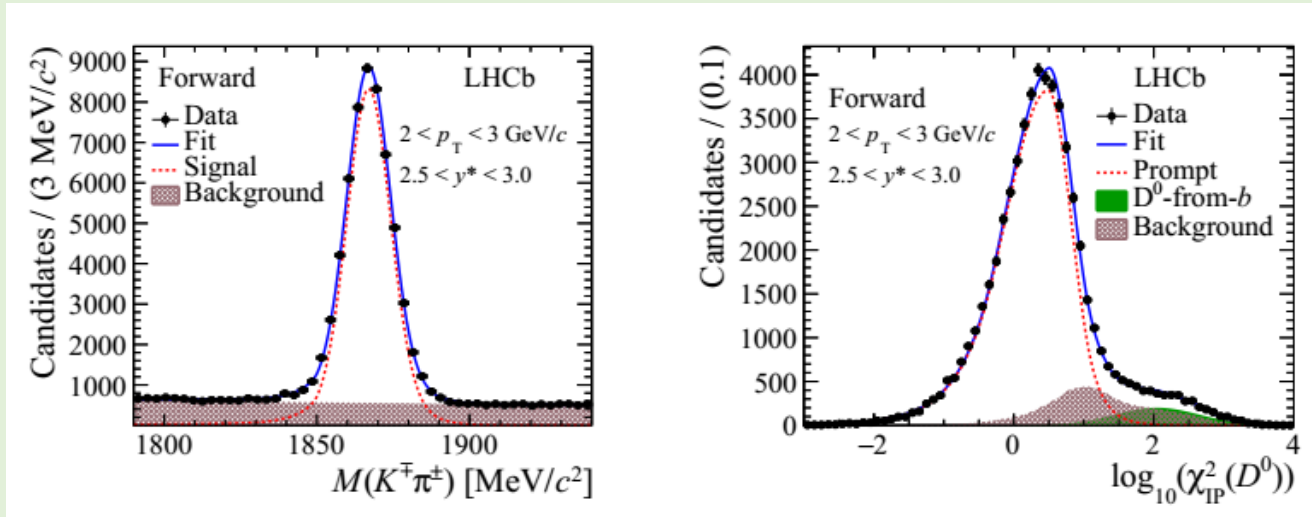 Candidates / (3 MeV/c²)
9000
8000
7000
6000
5000
4000
3000
2000
1000
Forward
LHCb
Data
Fit
Signal
Background
2 < p_T < 3 GeV/c
2.5 < y* < 3.0
1800 1850 1900
M(K∓π±) [MeV/c²]
Candidates / (0.1)
4000
3500
3000
2500
2000
1500
1000
500
0
LHCb
Forward
2 < p_T < 3 GeV/c
2.5 < y* < 3.0
Data
Fit
Prompt
D⁰-from-b
Background
−2 0 2 4
log₁₀(χ²_IP(D⁰))